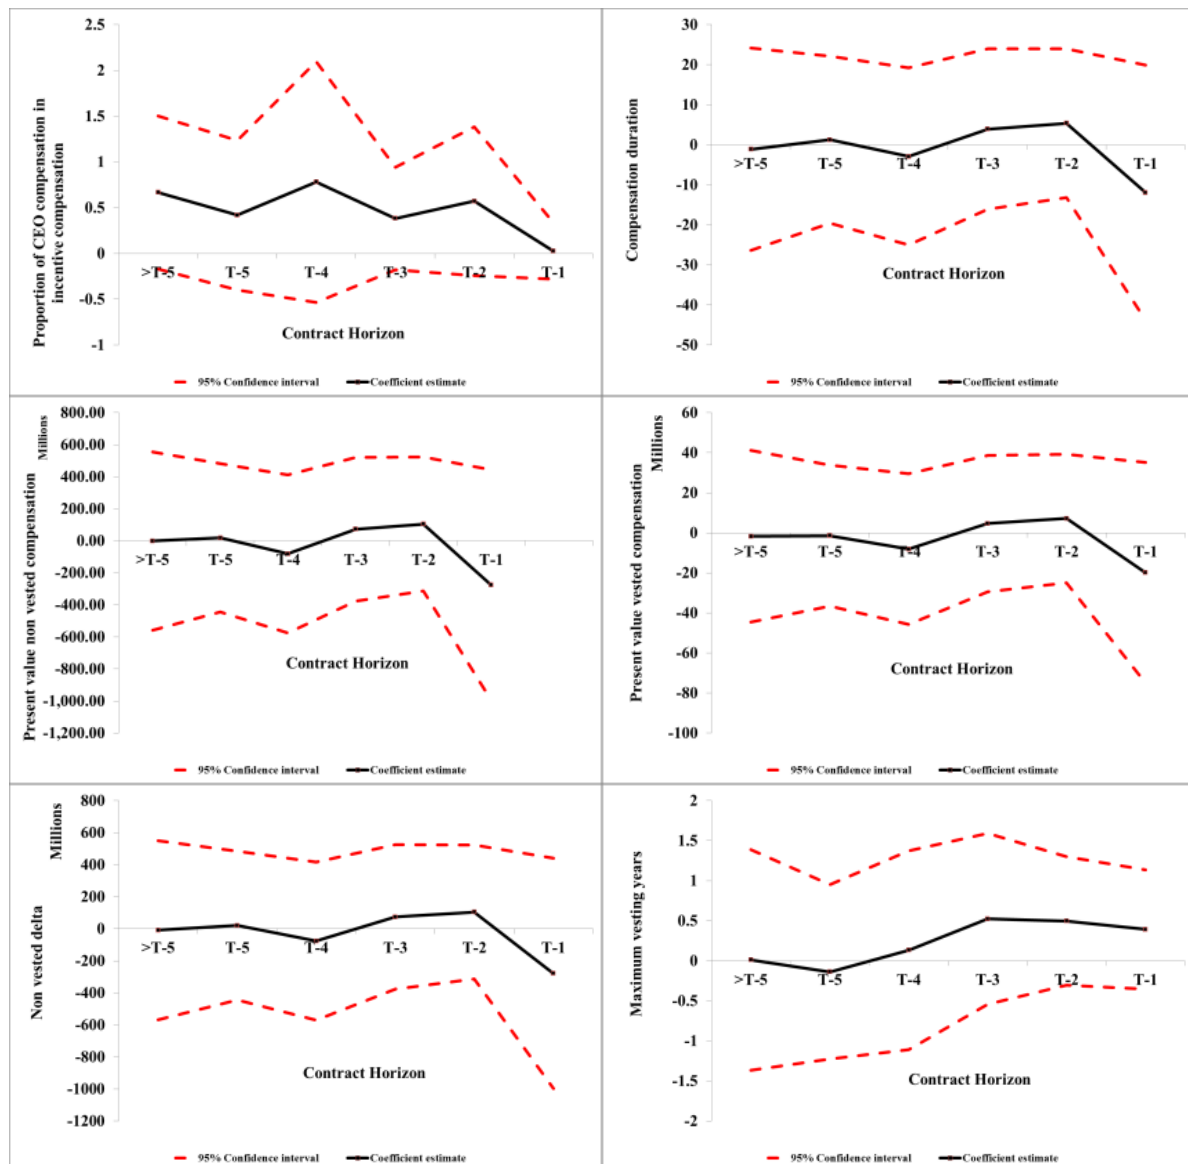 Proportion of CEO compensation in
incentive compensation
2.5
2
1.5
1
0.5
0
-0.5
-1
>T-5 T-5 T-4 T-3 T-2 T-1
Contract Horizon
95% Confidence interval Coefficient estimate
Compensation duration
30
20
10
0
-10
-20
-30
-40
-50
>T-5 T-5 T-4 T-3 T-2 T-1
Contract Horizon
95% Confidence interval Coefficient estimate
Present value non vested compensation
Millions
800.00
600.00
400.00
200.00
0.00
-200.00
-400.00
-600.00
-800.00
-1,000.00
-1,200.00
>T-5 T-5 T-4 T-3 T-2 T-1
Contract Horizon
95% Confidence interval Coefficient estimate
Present value vested compensation
Millions
60
40
20
0
-20
-40
-60
-80
-100
>T-5 T-5 T-4 T-3 T-2 T-1
Contract Horizon
95% Confidence interval Coefficient estimate
Non vested delta
Millions
800
600
400
200
0
-200
-400
-600
-800
-1000
-1200
>T-5 T-5 T-4 T-3 T-2 T-1
Contract Horizon
95% Confidence interval Coefficient estimate
Maximum vesting years
2
1.5
1
0.5
0
-0.5
-1
-1.5
-2
>T-5 T-5 T-4 T-3 T-2 T-1
Contract Horizon
95% Confidence interval Coefficient estimate